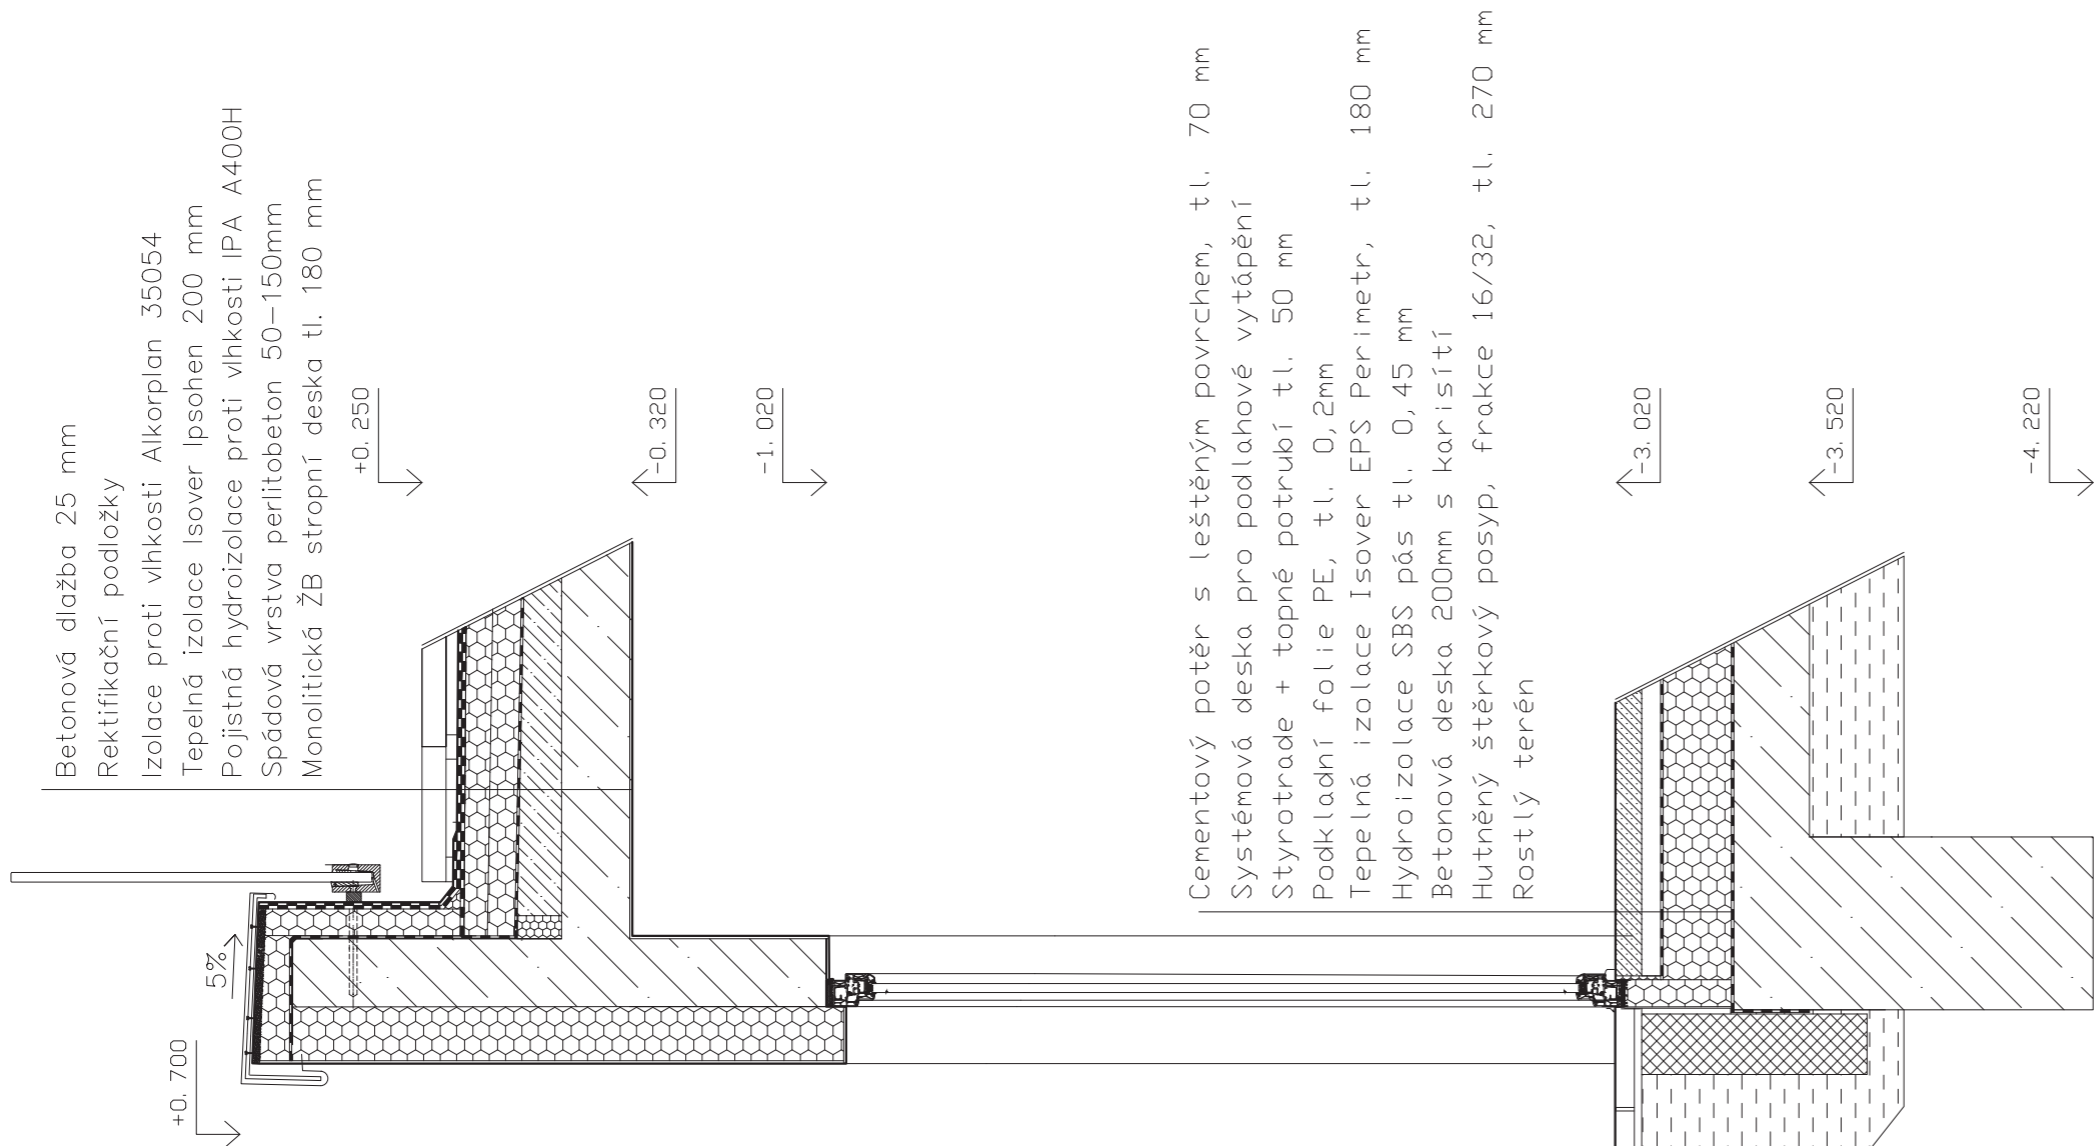 Betonová dlažba 25 mm
Rektifikační podložky
Izolace proti vlhkosti Alkorplan 35054
Tepelná izolace Isover Ipsohen 200 mm
Pojistná hydroizolace proti vlhkosti IPA A400H
Spádová vrstva perlitobeton 50-150mm
Monolitická ŽB stropní deska tl. 180 mm
+0,700
5%
+0,250
-0,320
-1,020
Cementový potěr s leštěným povrchem, tl. 70 mm
Systémová deska pro podlahové vytápění
Styrotrade + topné potrubí tl. 50 mm
Podkladní folie PE, tl. 0,2mm
Tepelná izolace Isover EPS Perimetr, tl. 180 mm
Hydroizolace SBS pás tl. 0,45 mm
Betonová deska 200mm s karisítí
Hutněný štěrkový posyp, frakce 16/32, tl. 270 mm
Rostlý terén
-3,020
-3,520
-4,220